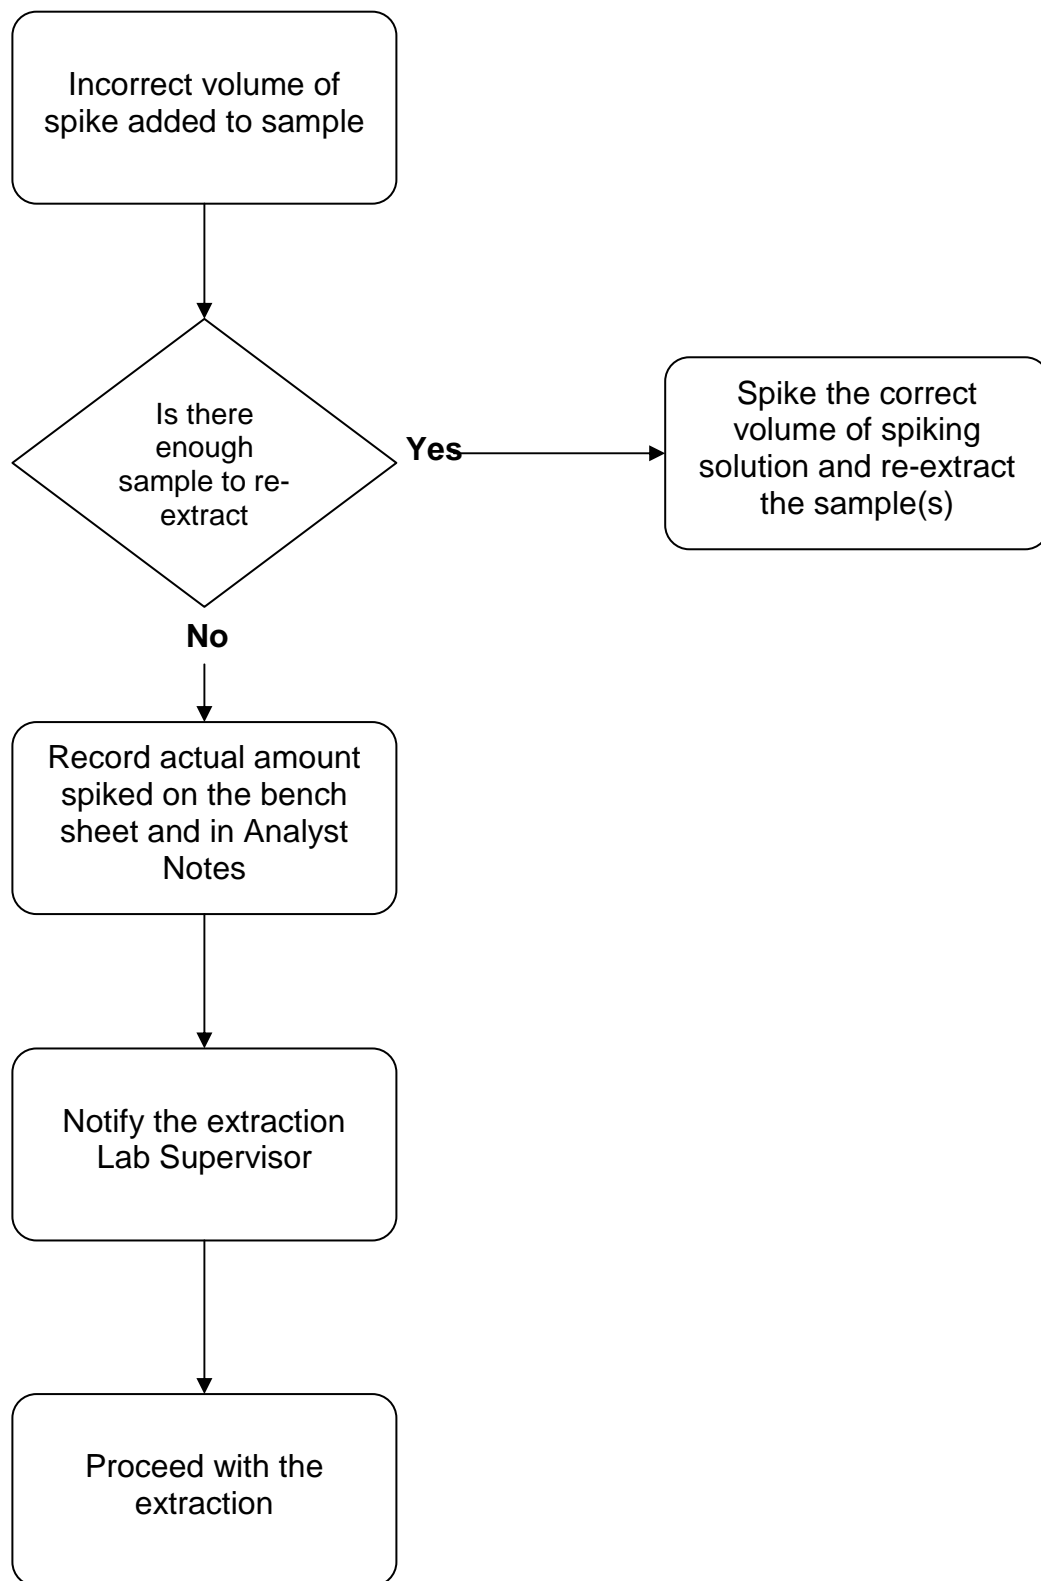 Incorrect volume of
spike added to sample
Is there
enough
sample to re-
extract
Yes
Spike the correct
volume of spiking
solution and re-extract
the sample(s)
No
Record actual amount
spiked on the bench
sheet and in Analyst
Notes
Notify the extraction
Lab Supervisor
Proceed with the
extraction